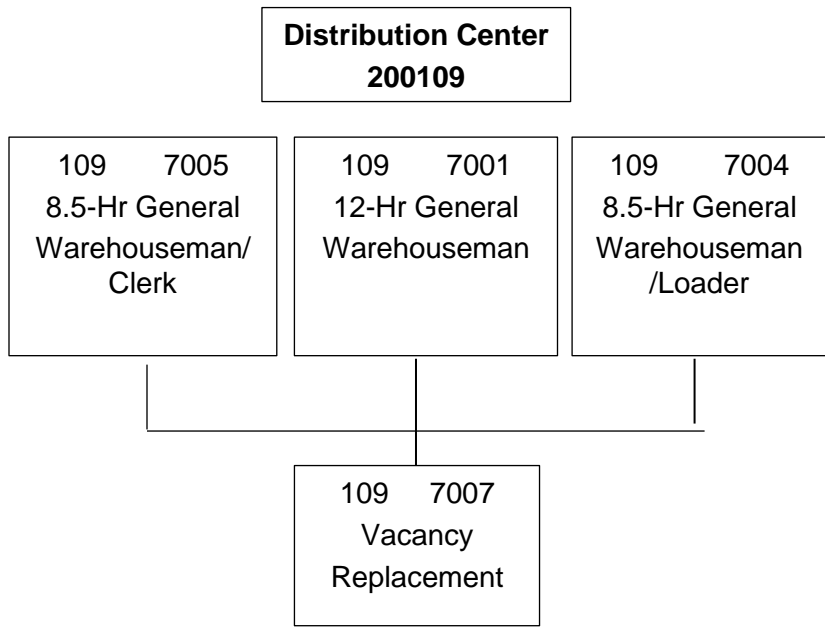 Distribution Center
200109
109 7005
8.5-Hr General
Warehouseman/
Clerk
109 7001
12-Hr General
Warehouseman
109 7004
8.5-Hr General
Warehouseman
/Loader
109 7007
Vacancy
Replacement